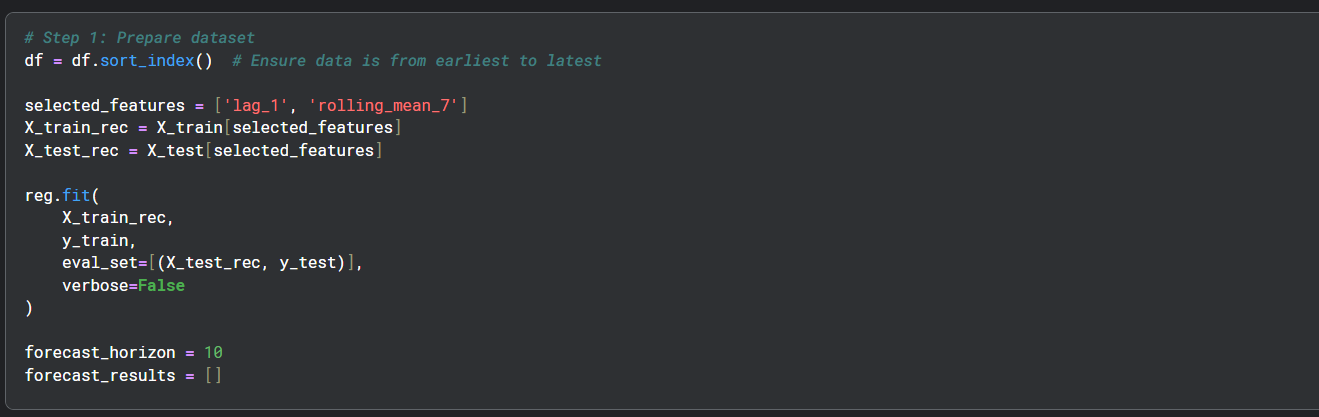 # Step 1: Prepare dataset
df = df.sort_index()  # Ensure data is from earliest to latest
selected_features = ['lag_1', 'rolling_mean_7']
X_train_rec = X_train[selected_features]
X_test_rec = X_test[selected_features]
reg.fit(
    X_train_rec,
    y_train,
    eval_set=[(X_test_rec, y_test)],
    verbose=False
)
forecast_horizon = 10
forecast_results = []